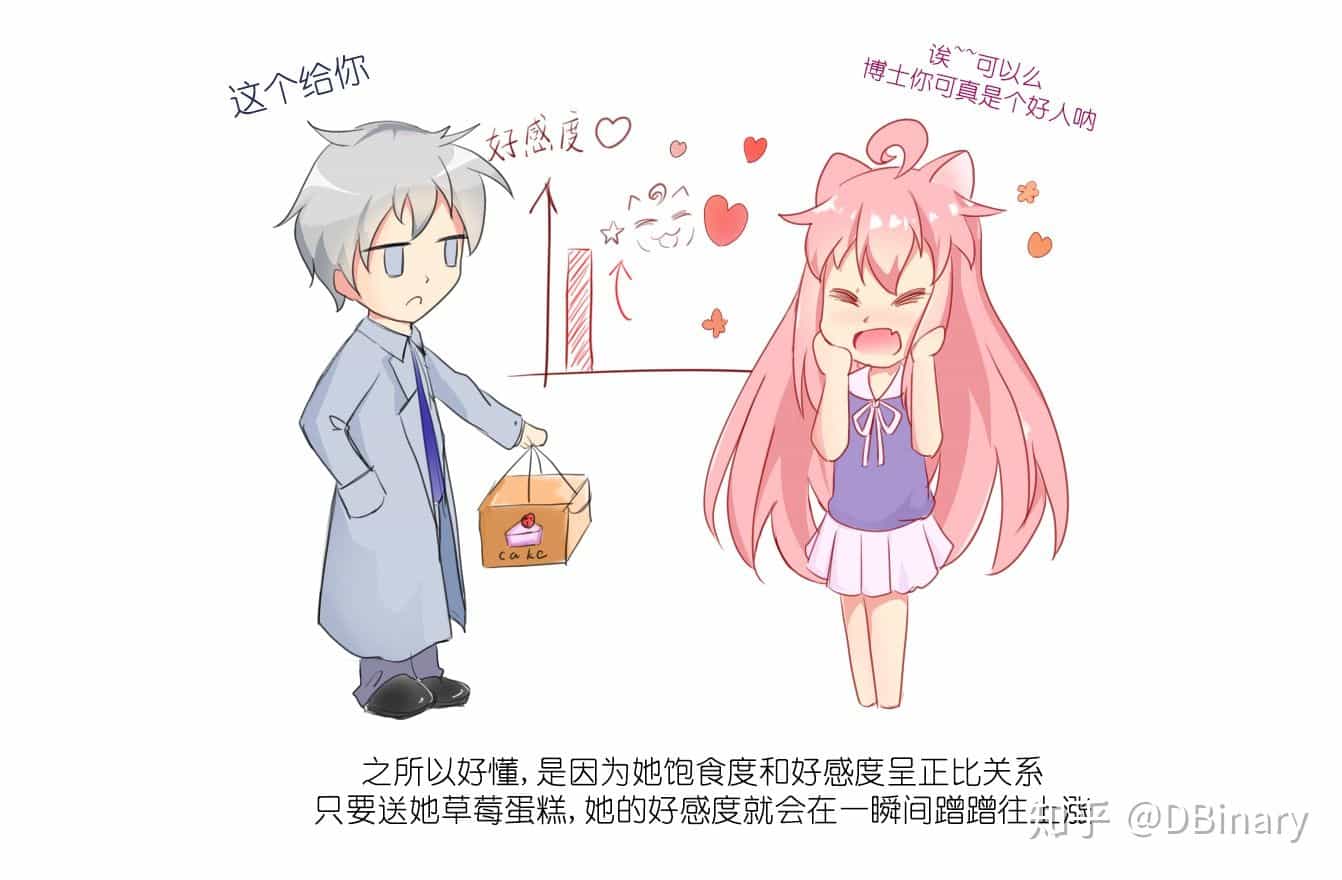 这个给你
诶~~可以么
博士你可真是个好人呐
好感度♡
cake
之所以好懂,是因为她饱食度和好感度呈正比关系
只要送她草莓蛋糕,她的好感度就会在一瞬间蹭蹭往上涨
知乎 @DBinary